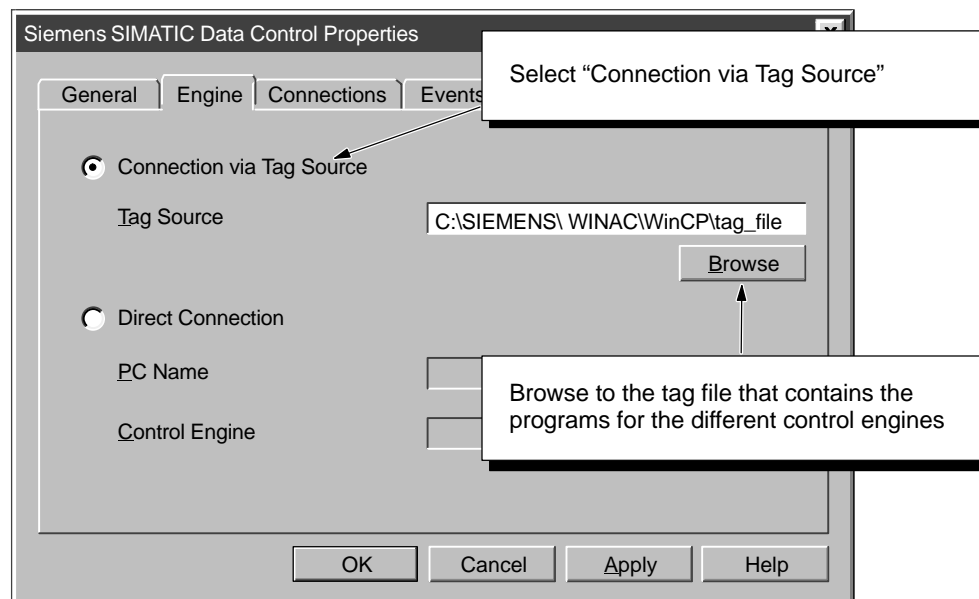 Siemens SIMATIC Data Control Properties
Select “Connection via Tag Source”
General Engine Connections Events
Connection via Tag Source
Tag Source C:\SIEMENS\ WINAC\WinCP\tag_file
Browse
Direct Connection
PC Name
Browse to the tag file that contains the
programs for the different control engines
Control Engine
OK Cancel Apply Help